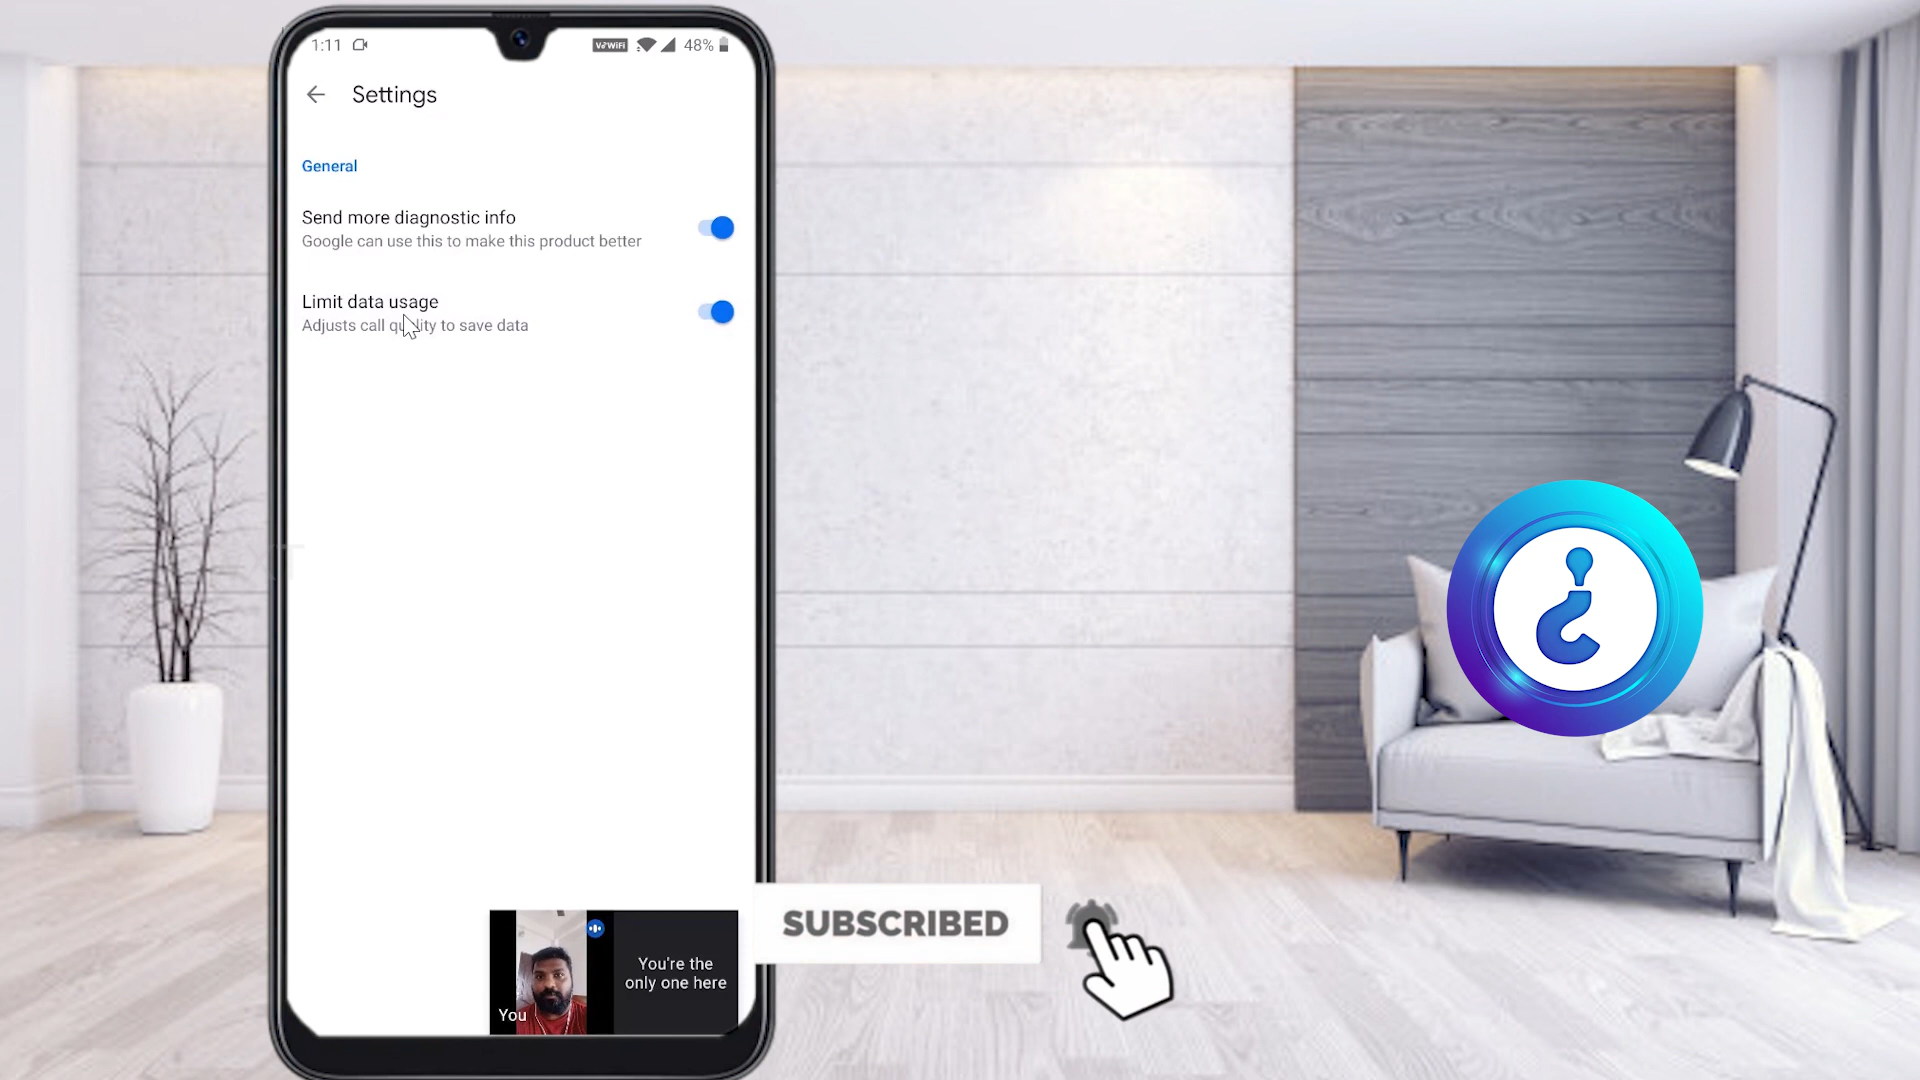 1:11
VoWiFi
48%
Settings
General
Send more diagnostic info
Google can use this to make this product better
Limit data usage
Adjusts call quality to save data
You
You're the
only one here
SUBSCRIBED